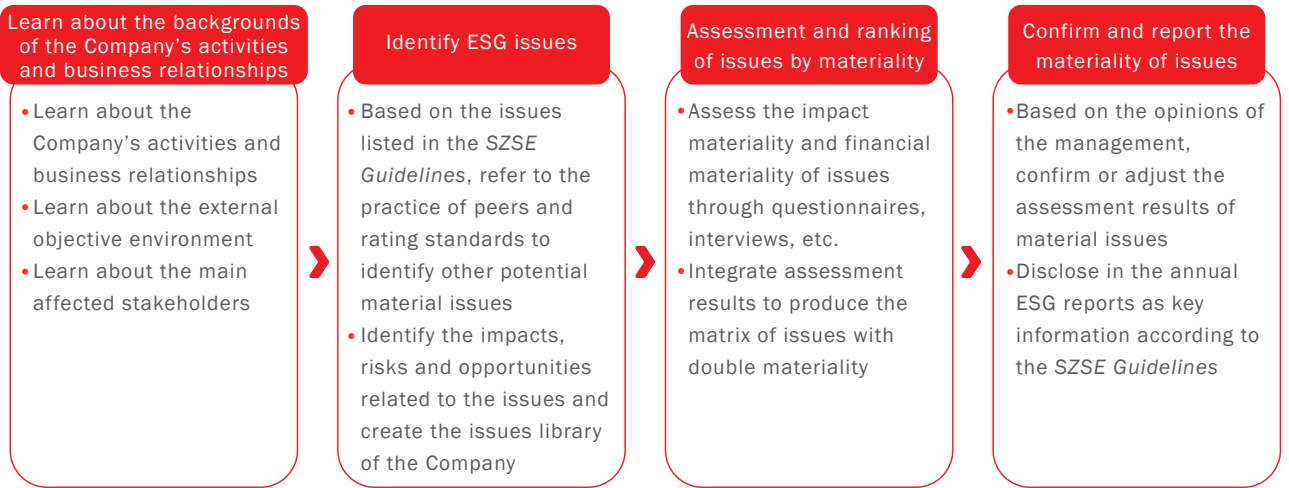 Learn about the backgrounds
of the Company’s activities
and business relationships
• Learn about the
Company’s activities and
business relationships
• Learn about the external
objective environment
• Learn about the main
affected stakeholders
Identify ESG issues
• Based on the issues
listed in the SZSE
Guidelines, refer to the
practice of peers and
rating standards to
identify other potential
material issues
• Identify the impacts,
risks and opportunities
related to the issues and
create the issues library
of the Company
Assessment and ranking
of issues by materiality
• Assess the impact
materiality and financial
materiality of issues
through questionnaires,
interviews, etc.
• Integrate assessment
results to produce the
matrix of issues with
double materiality
Confirm and report the
materiality of issues
• Based on the opinions of
the management,
confirm or adjust the
assessment results of
material issues
• Disclose in the annual
ESG reports as key
information according to
the SZSE Guidelines